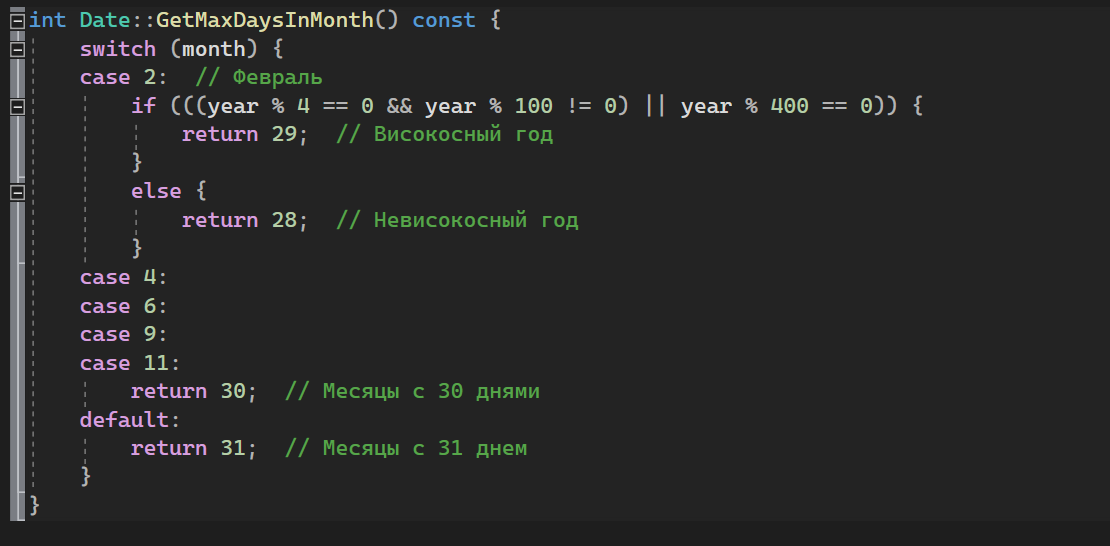 int Date::GetMaxDaysInMonth() const {
    switch (month) {
    case 2:  // Февраль
        if (((year % 4 == 0 && year % 100 != 0) || year % 400 == 0)) {
            return 29;  // Високосный год
        }
        else {
            return 28;  // Невисокосный год
        }
    case 4:
    case 6:
    case 9:
    case 11:
        return 30;  // Месяцы с 30 днями
    default:
        return 31;  // Месяцы с 31 днем
    }
}